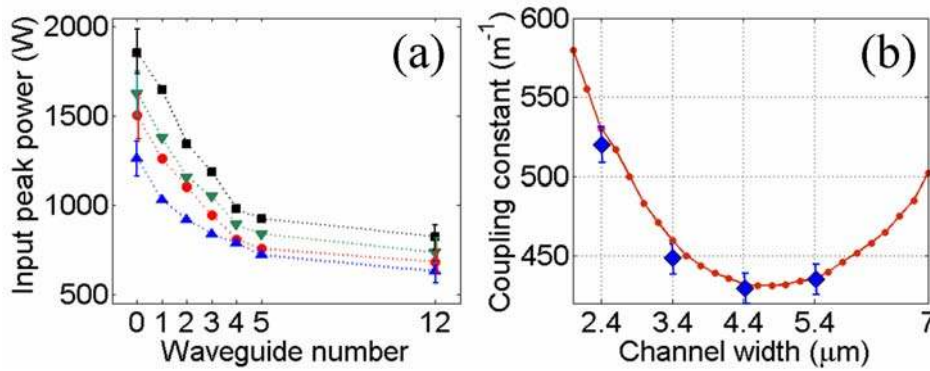 (a)
Input peak power (W)
2000
1500
1000
500
0 1 2 3 4 5 12
Waveguide number
(b)
Coupling constant (m⁻¹)
600
550
500
450
2.4 3.4 4.4 5.4 7
Channel width (μm)